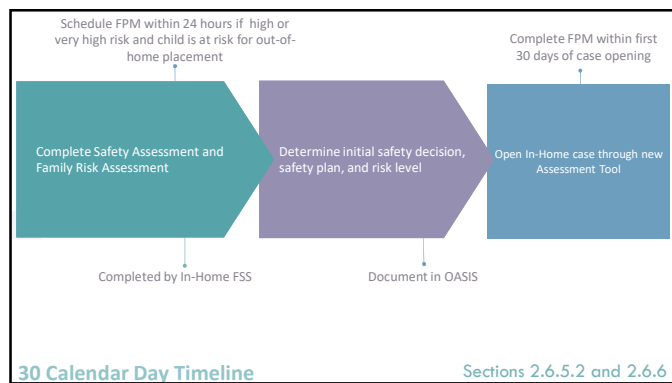 Schedule FPM within 24 hours if high or
very high risk and child is at risk for out-of-
home placement
Complete FPM within first
30 days of case opening
Complete Safety Assessment and
Family Risk Assessment
Determine initial safety decision,
safety plan, and risk level
Open In-Home case through new
Assessment Tool
Completed by In-Home FSS
Document in OASIS
30 Calendar Day Timeline
Sections 2.6.5.2 and 2.6.6